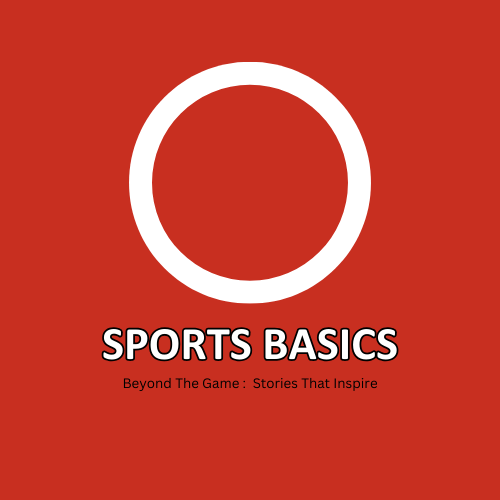 SPORTS BASICS
Beyond The Game : Stories That Inspire